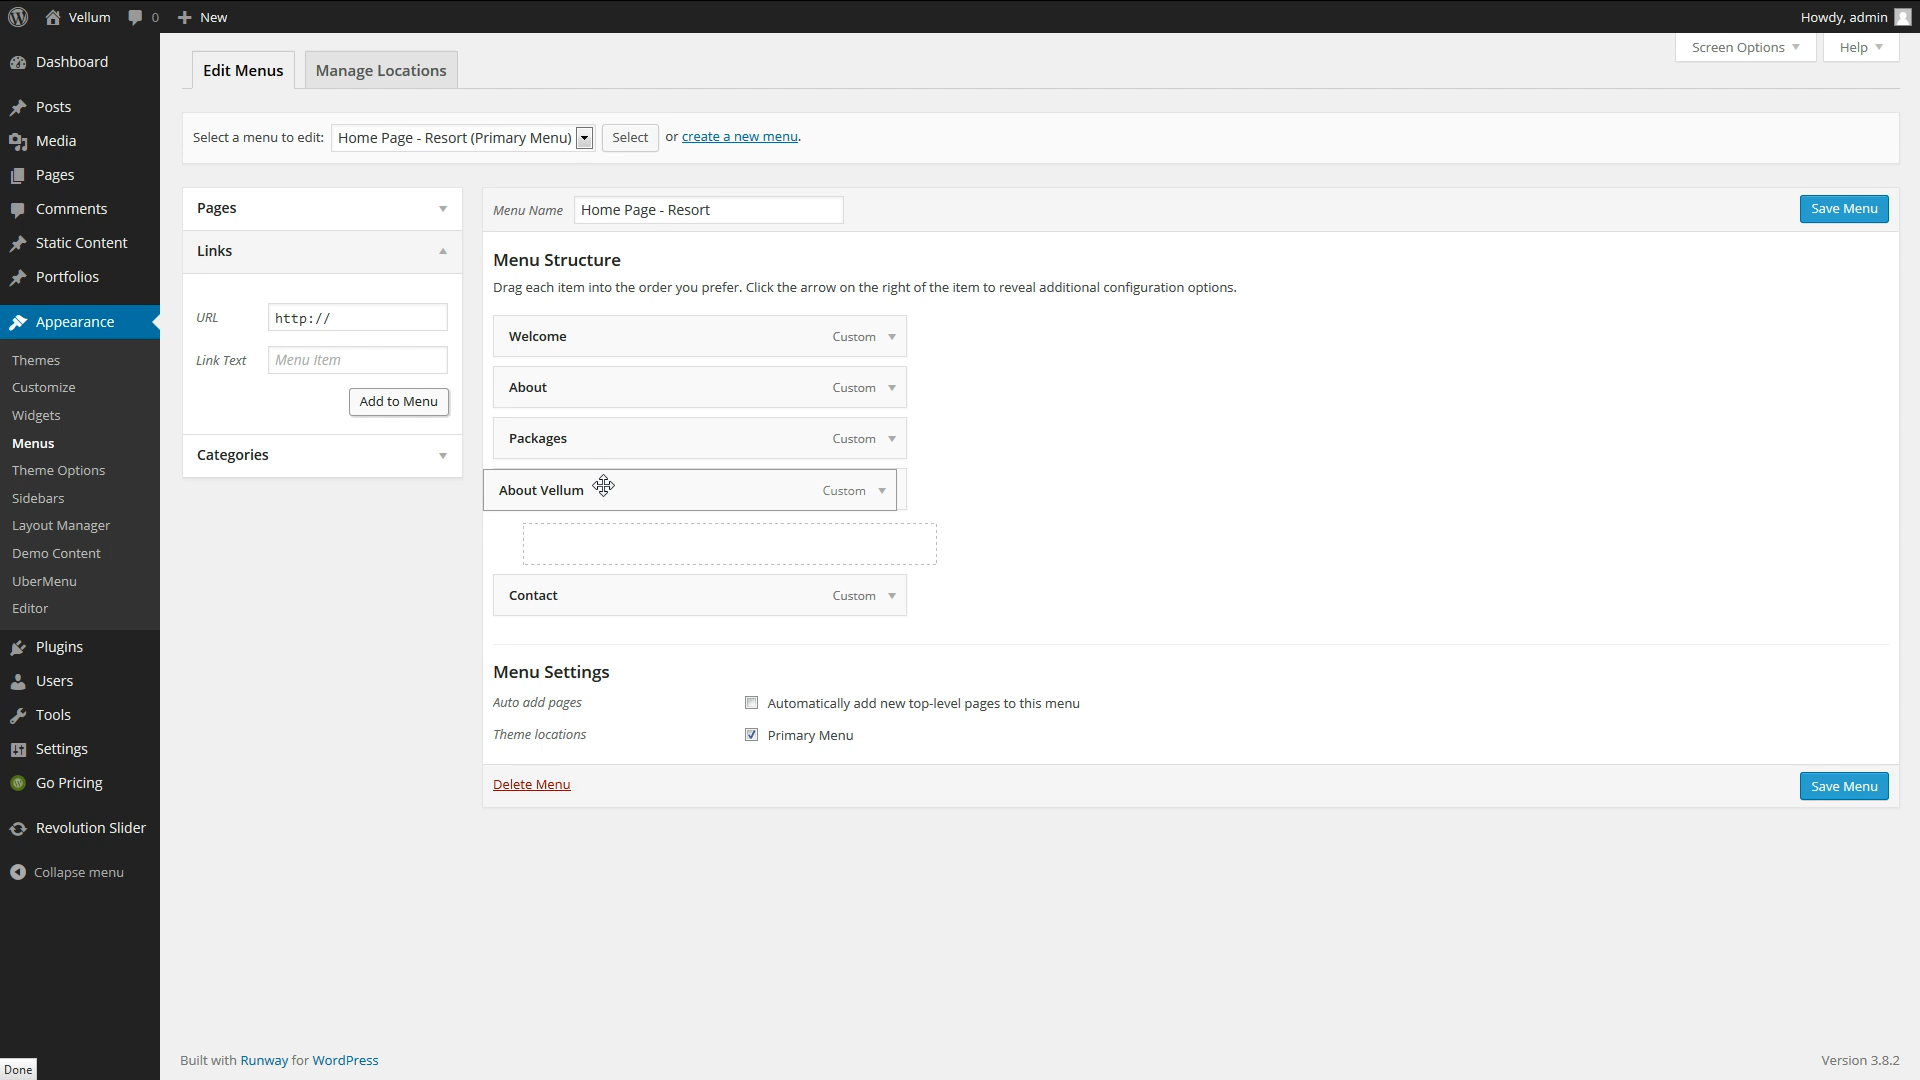 Vellum 0 New Howdy, admin
Screen Options Help
Dashboard
Posts
Media
Pages
Comments
Static Content
Portfolios
Appearance
Themes
Customize
Widgets
Menus
Theme Options
Sidebars
Layout Manager
Demo Content
UberMenu
Editor
Plugins
Users
Tools
Settings
Go Pricing
Revolution Slider
Collapse menu
Edit Menus Manage Locations
Select a menu to edit: Home Page - Resort (Primary Menu) Select or create a new menu.
Pages
Links
URL http://
Link Text Menu Item
Add to Menu
Categories
Menu Name Home Page - Resort Save Menu
Menu Structure
Drag each item into the order you prefer. Click the arrow on the right of the item to reveal additional configuration options.
Welcome Custom
About Custom
Packages Custom
About Vellum Custom
Contact Custom
Menu Settings
Auto add pages Automatically add new top-level pages to this menu
Theme locations Primary Menu
Delete Menu Save Menu
Built with Runway for WordPress Version 3.8.2
Done